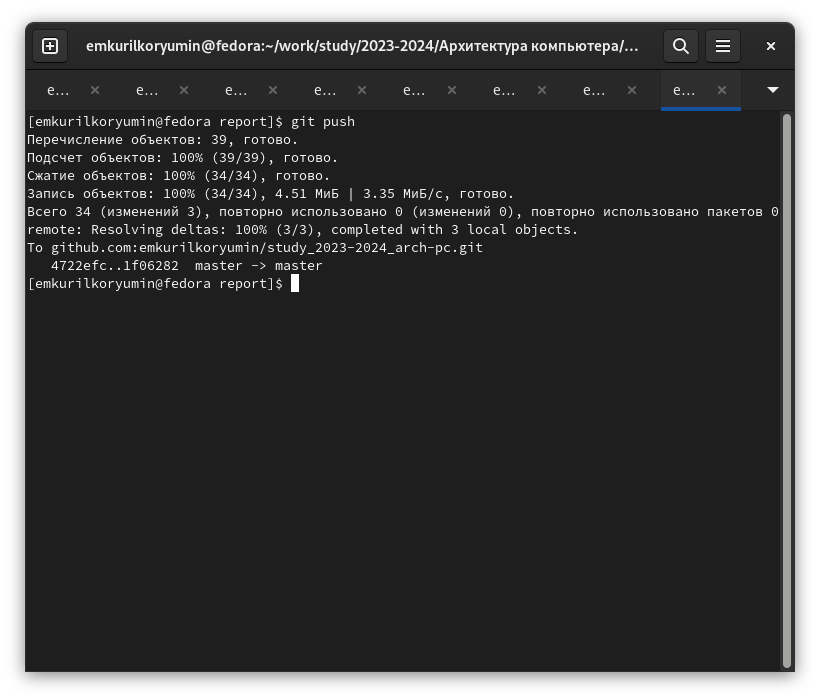 emkurilkoryumin@fedora:~/work/study/2023-2024/Архитектура компьютера/...
e... e... e... e... e... e... e... e...
[emkurilkoryumin@fedora report]$ git push
Перечисление объектов: 39, готово.
Подсчет объектов: 100% (39/39), готово.
Сжатие объектов: 100% (34/34), готово.
Запись объектов: 100% (34/34), 4.51 МиБ | 3.35 МиБ/с, готово.
Всего 34 (изменений 3), повторно использовано 0 (изменений 0), повторно использовано пакетов 0
remote: Resolving deltas: 100% (3/3), completed with 3 local objects.
To github.com:emkurilkoryumin/study_2023-2024_arch-pc.git
   4722efc..1f06282  master -> master
[emkurilkoryumin@fedora report]$